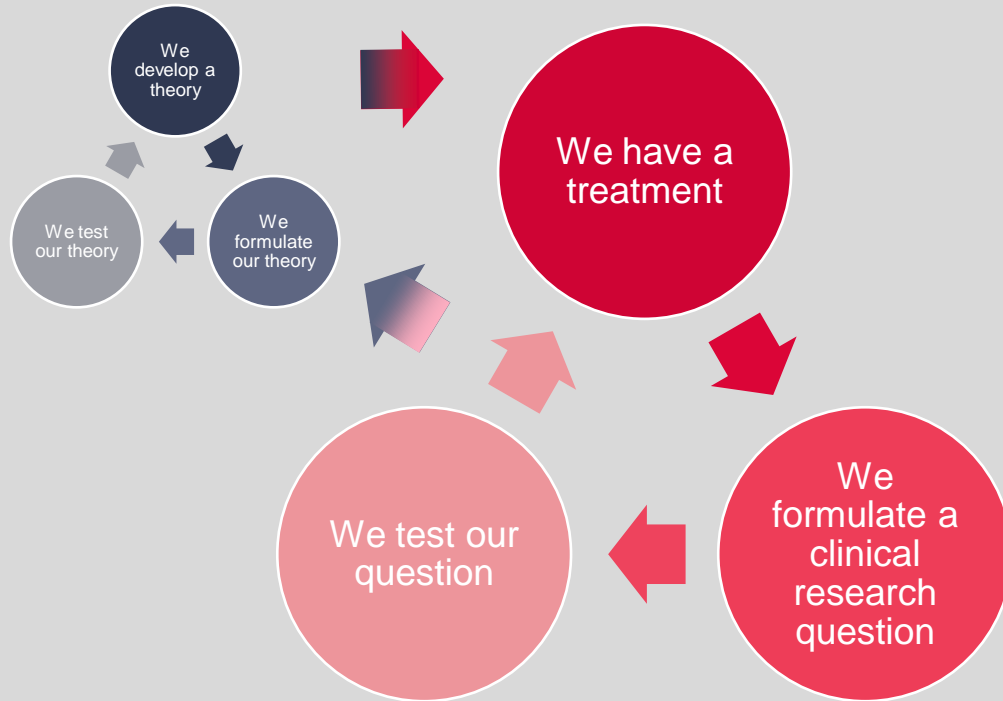 We
develop a
theory
We
formulate
our theory
We test
our theory
We have a
treatment
We
formulate a
clinical
research
question
We test our
question